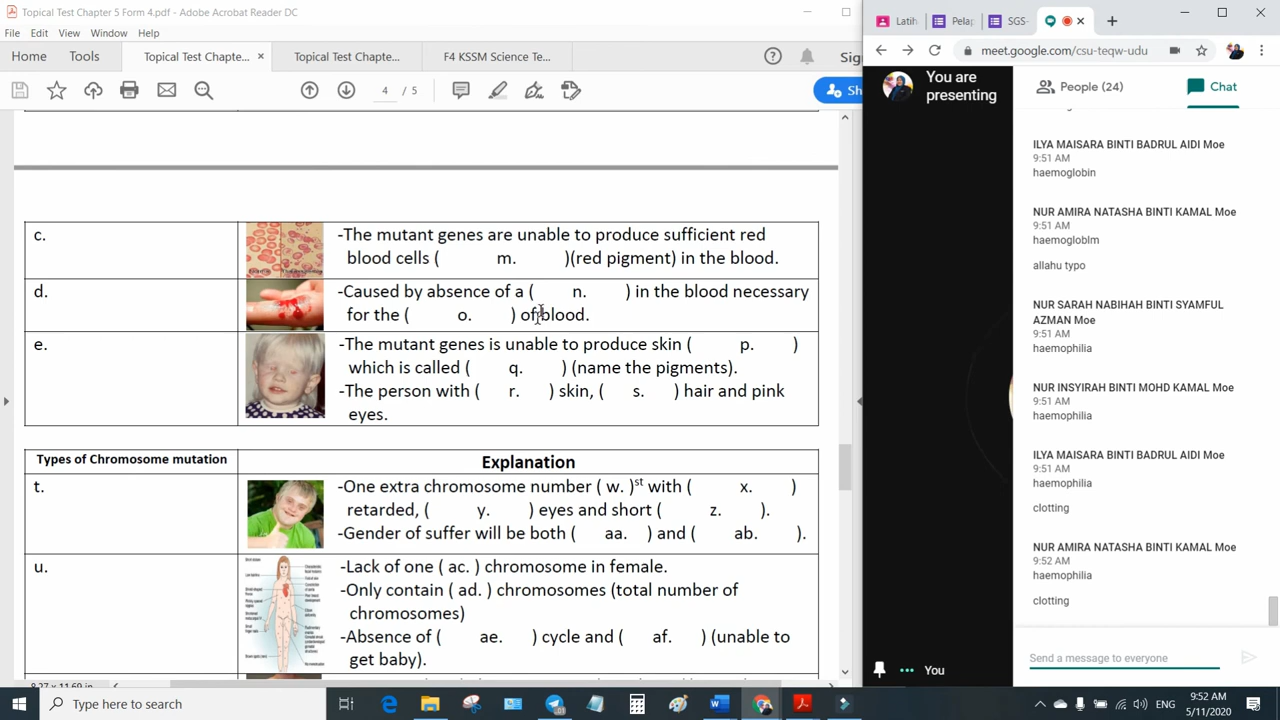 Topical Test Chapter 5 Form 4.pdf - Adobe Acrobat Reader DC
File Edit View Window Help
Home Tools Topical Test Chapte... × Topical Test Chapte... F4 KSSM Science Te...
4 / 5
c.
-The mutant genes are unable to produce sufficient red
blood cells ( m. )(red pigment) in the blood.
d.
-Caused by absence of a ( n. ) in the blood necessary
for the ( o. ) of blood.
e.
-The mutant genes is unable to produce skin ( p. )
which is called ( q. ) (name the pigments).
-The person with ( r. ) skin, ( s. ) hair and pink
eyes.
Types of Chromosome mutation Explanation
t.
-One extra chromosome number ( w. )st with ( x. )
retarded, ( y. ) eyes and short ( z. ).
-Gender of suffer will be both ( aa. ) and ( ab. ).
u.
-Lack of one ( ac. ) chromosome in female.
-Only contain ( ad. ) chromosomes (total number of
chromosomes)
-Absence of ( ae. ) cycle and ( af. ) (unable to
get baby).
8.27 x 11.69 in
Latih Pelap SGS-
meet.google.com/csu-teqw-udu
You are
presenting
People (24) Chat
ILYA MAISARA BINTI BADRUL AIDI Moe
9:51 AM
haemoglobin
NUR AMIRA NATASHA BINTI KAMAL Moe
9:51 AM
haemogloblm
allahu typo
NUR SARAH NABIHAH BINTI SYAMFUL
AZMAN Moe
9:51 AM
haemophilia
NUR INSYIRAH BINTI MOHD KAMAL Moe
9:51 AM
haemophilia
ILYA MAISARA BINTI BADRUL AIDI Moe
9:51 AM
haemophilia
clotting
NUR AMIRA NATASHA BINTI KAMAL Moe
9:52 AM
haemophilia
clotting
Send a message to everyone
You
Type here to search
ENG
9:52 AM
5/11/2020